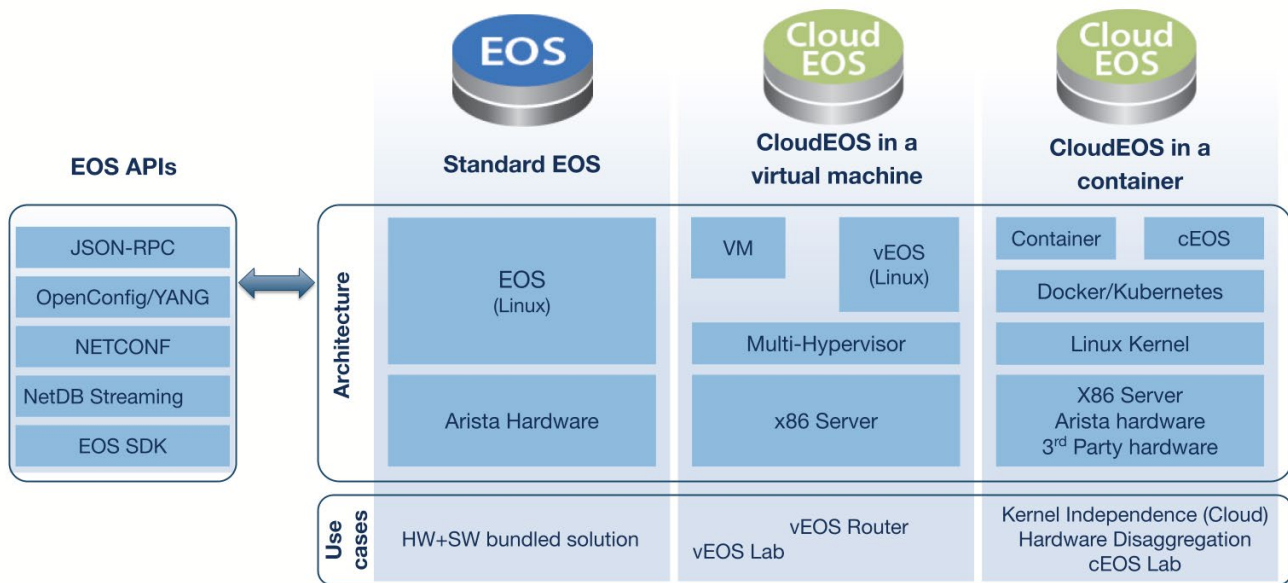 EOS
Cloud
EOS
Cloud
EOS
EOS APIs
Standard EOS
CloudEOS in a
virtual machine
CloudEOS in a
container
JSON-RPC
OpenConfig/YANG
NETCONF
NetDB Streaming
EOS SDK
Architecture
EOS
(Linux)
Arista Hardware
VM
vEOS
(Linux)
Multi-Hypervisor
x86 Server
Container
cEOS
Docker/Kubernetes
Linux Kernel
X86 Server
Arista hardware
3rd Party hardware
Use
cases
HW+SW bundled solution
vEOS Router
vEOS Lab
Kernel Independence (Cloud)
Hardware Disaggregation
cEOS Lab